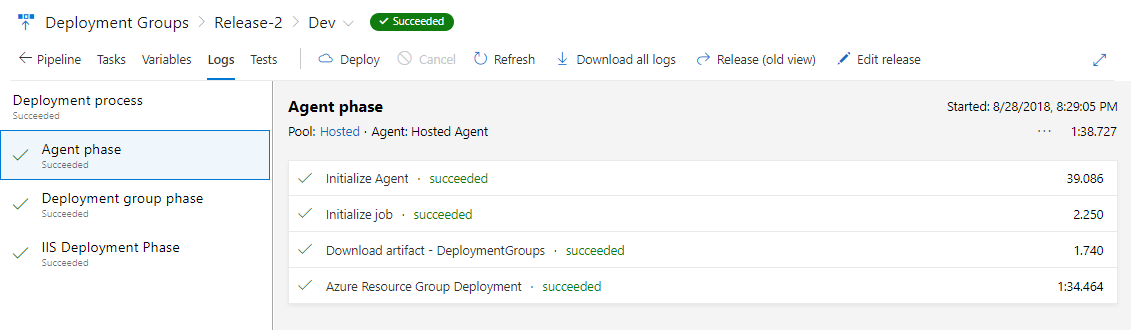 Deployment Groups > Release-2 > Dev Succeeded
Pipeline Tasks Variables Logs Tests Deploy Cancel Refresh Download all logs Release (old view) Edit release
Deployment process
Succeeded
Agent phase
Succeeded
Deployment group phase
Succeeded
IIS Deployment Phase
Succeeded
Agent phase Started: 8/28/2018, 8:29:05 PM
Pool: Hosted · Agent: Hosted Agent ··· 1:38.727
Initialize Agent · succeeded 39.086
Initialize job · succeeded 2.250
Download artifact - DeploymentGroups · succeeded 1.740
Azure Resource Group Deployment · succeeded 1:34.464